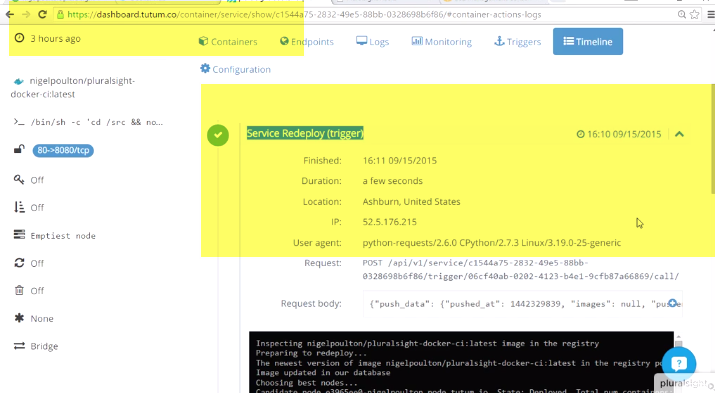 https://dashboard.tutum.co/container/service/show/c1544a75-2832-49e5-88bb-0328698b6f86/#container-actions-logs
3 hours ago
Containers Endpoints Logs Monitoring Triggers Timeline
Configuration
nigelpoulton/pluralsight-
docker-ci:latest
/bin/sh -c 'cd /src && no...
80->8080/tcp
Off
Off
Emptiest node
Off
Off
None
Bridge
Service Redeploy (trigger) 16:10 09/15/2015
Finished: 16:11 09/15/2015
Duration: a few seconds
Location: Ashburn, United States
IP: 52.5.176.215
User agent: python-requests/2.6.0 CPython/2.7.3 Linux/3.19.0-25-generic
Request: POST /api/v1/service/c1544a75-2832-49e5-88bb-
0328698b6f86/trigger/06cf40ab-0202-4123-b4e1-9cfb87a66869/call/
Request body: {"push_data": {"pushed_at": 1442329839, "images": null, "pushe
Inspecting nigelpoulton/pluralsight-docker-ci:latest image in the registry
Preparing to redeploy...
The newest version of image nigelpoulton/pluralsight-docker-ci:latest in the registry
Image updated in our database
Choosing best nodes...
pluralsight